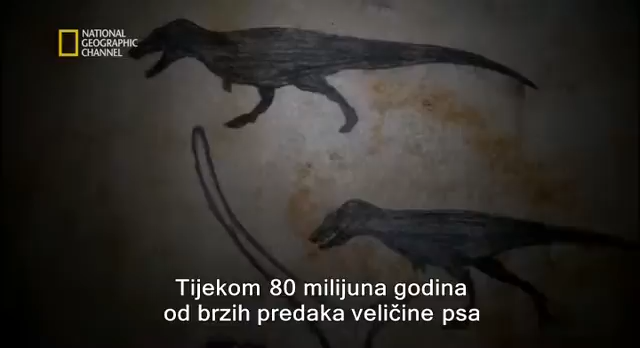 NATIONAL
GEOGRAPHIC
CHANNEL
Tijekom 80 milijuna godina
od brzih predaka veličine psa